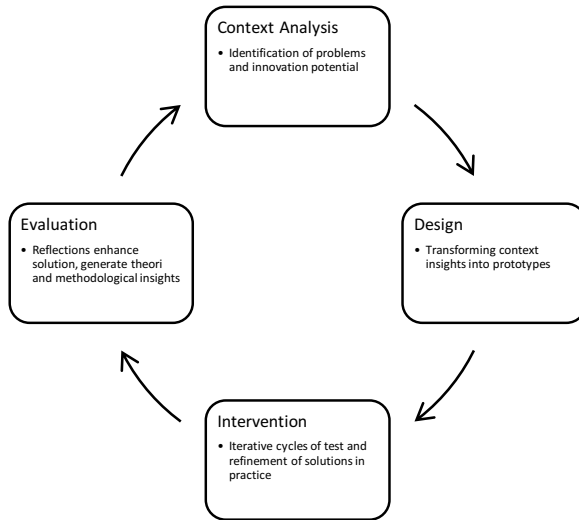 Context Analysis
• Identification of problems
and innovation potential
Design
• Transforming context
insights into prototypes
Intervention
• Iterative cycles of test and
refinement of solutions in
practice
Evaluation
• Reflections enhance
solution, generate theori
and methodological insights